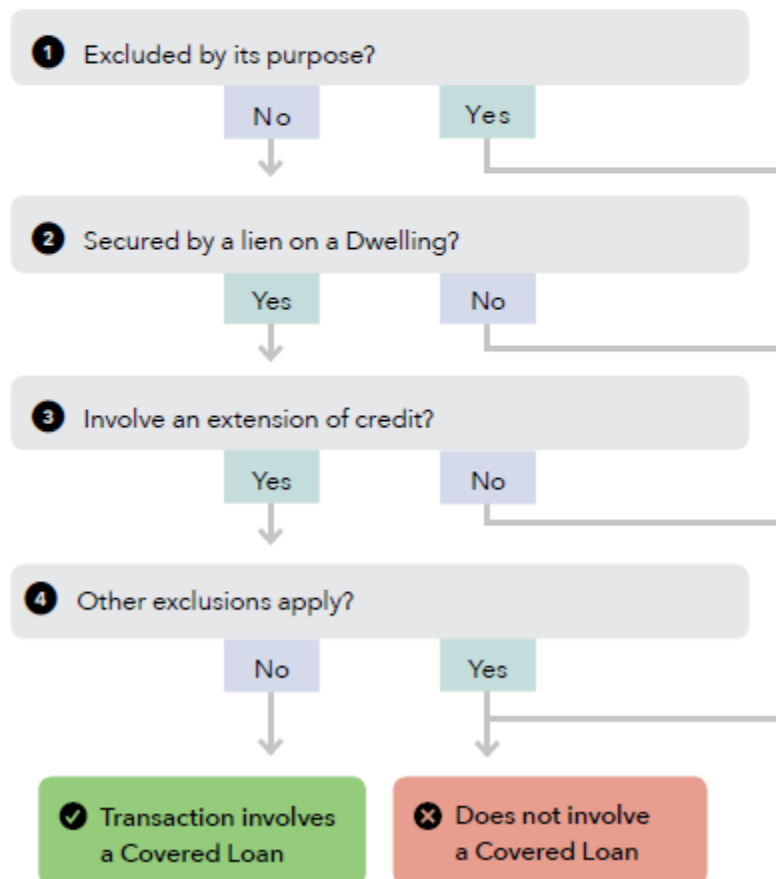 1 Excluded by its purpose?
No Yes
2 Secured by a lien on a Dwelling?
Yes No
3 Involve an extension of credit?
Yes No
4 Other exclusions apply?
No Yes
Transaction involves
a Covered Loan
Does not involve
a Covered Loan